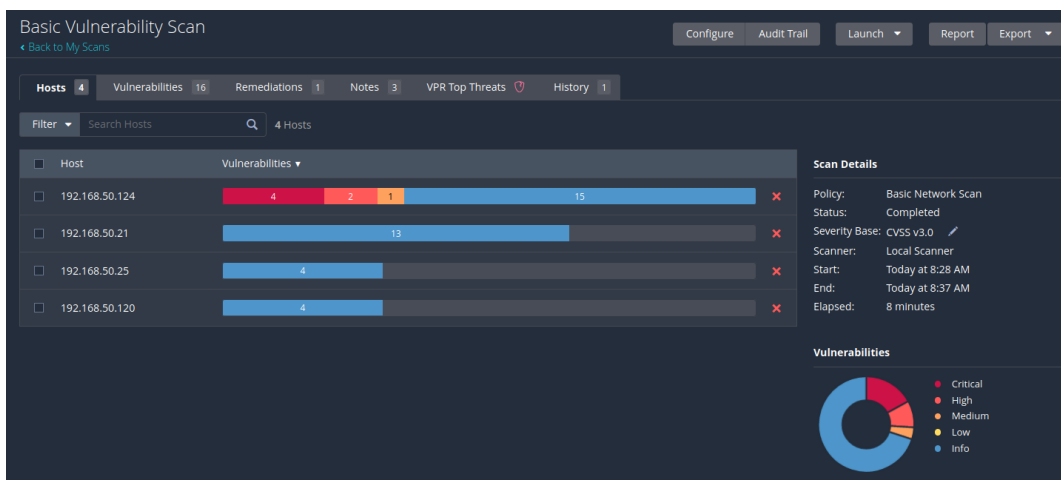 Basic Vulnerability Scan
‹ Back to My Scans
Configure Audit Trail Launch Report Export
Hosts 4 Vulnerabilities 16 Remediations 1 Notes 3 VPR Top Threats History 1
Filter Search Hosts 4 Hosts
Host Vulnerabilities
192.168.50.124 4 2 1 15
192.168.50.21 13
192.168.50.25 4
192.168.50.120 4
Scan Details
Policy: Basic Network Scan
Status: Completed
Severity Base: CVSS v3.0
Scanner: Local Scanner
Start: Today at 8:28 AM
End: Today at 8:37 AM
Elapsed: 8 minutes
Vulnerabilities
Critical
High
Medium
Low
Info